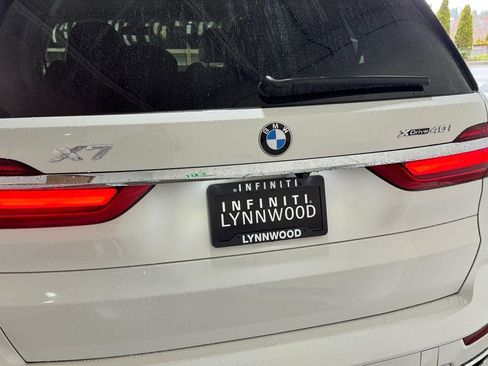 X7
BMW
xDrive40i
INFINITI
INFINITI
LYNNWOOD
LYNNWOOD